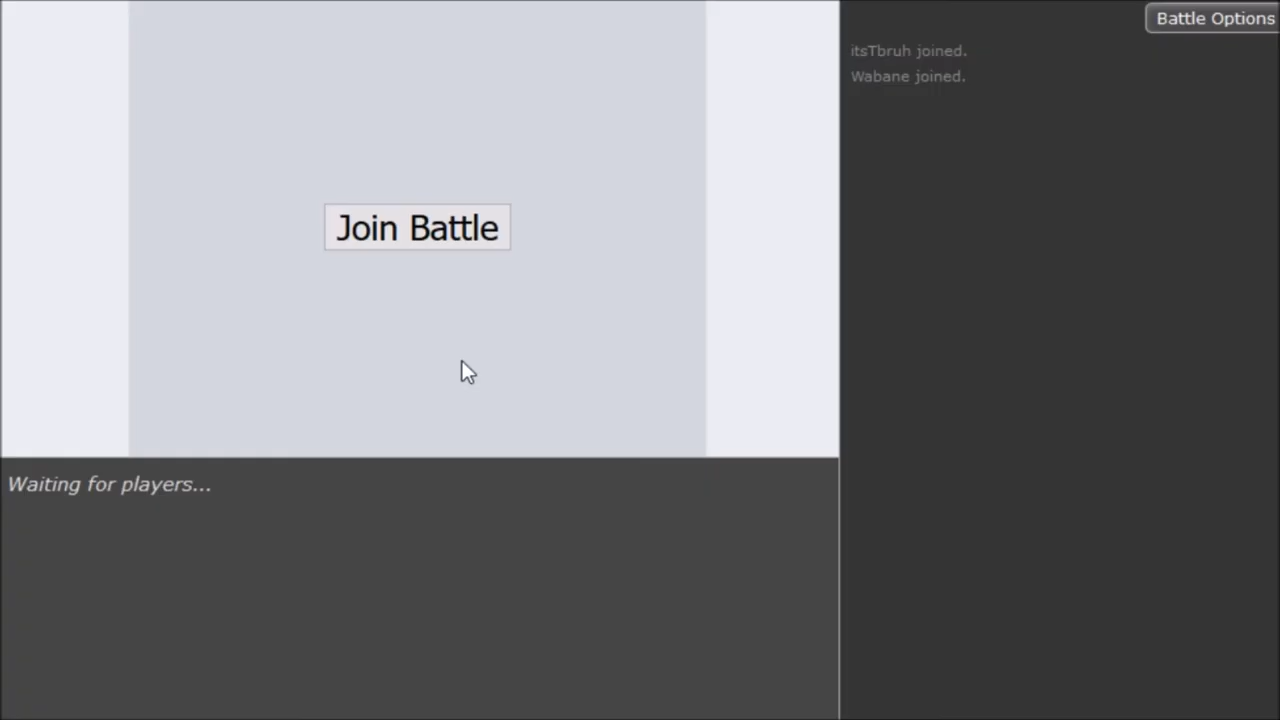 Battle Options
itsTbruh joined.
Wabane joined.
Join Battle
Waiting for players...